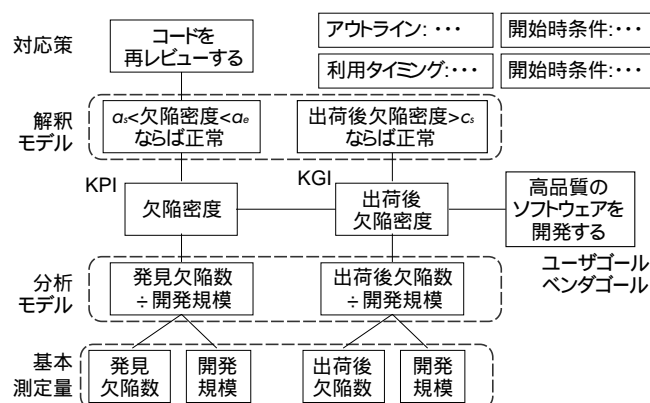 対応策
コードを
再レビューする
アウトライン:・・・
開始時条件:・・・
利用タイミング:・・・
開始時条件:・・・
解釈
モデル
as<欠陥密度<ae
ならば正常
出荷後欠陥密度>cs
ならば正常
KPI
欠陥密度
KGI
出荷後
欠陥密度
高品質の
ソフトウェアを
開発する
ユーザゴール
ベンダゴール
分析
モデル
発見欠陥数
÷開発規模
出荷後欠陥数
÷開発規模
基本
測定量
発見
欠陥数
開発
規模
出荷後
欠陥数
開発
規模